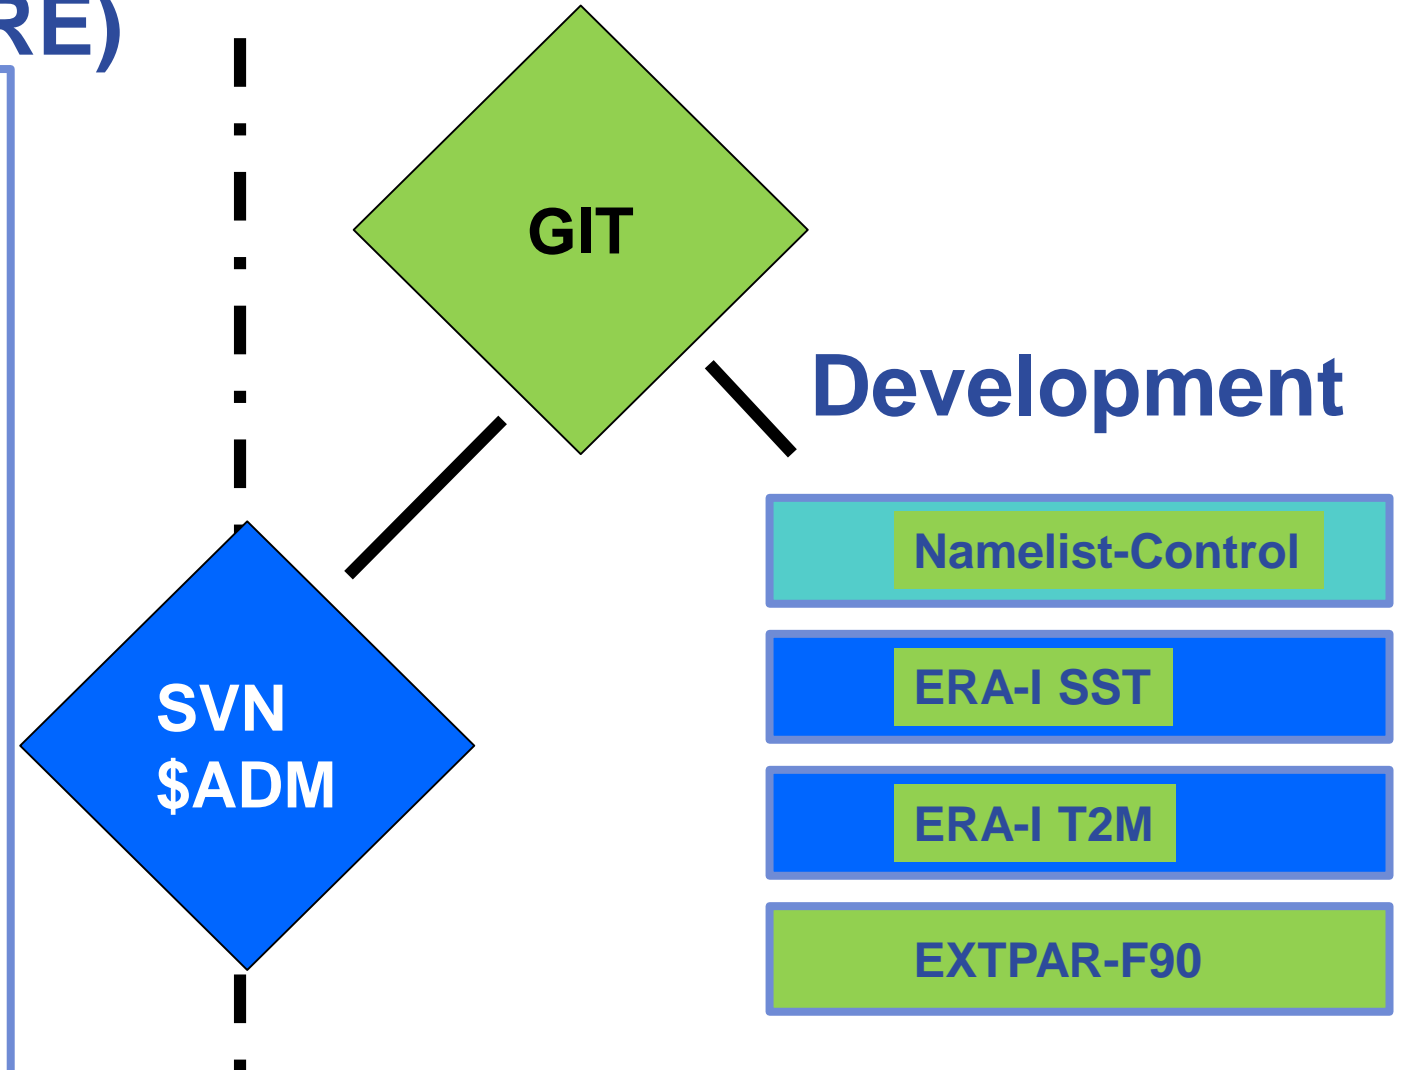 RE)
GIT
Development
Namelist-Control
SVN
$ADM
ERA-I SST
ERA-I T2M
EXTPAR-F90